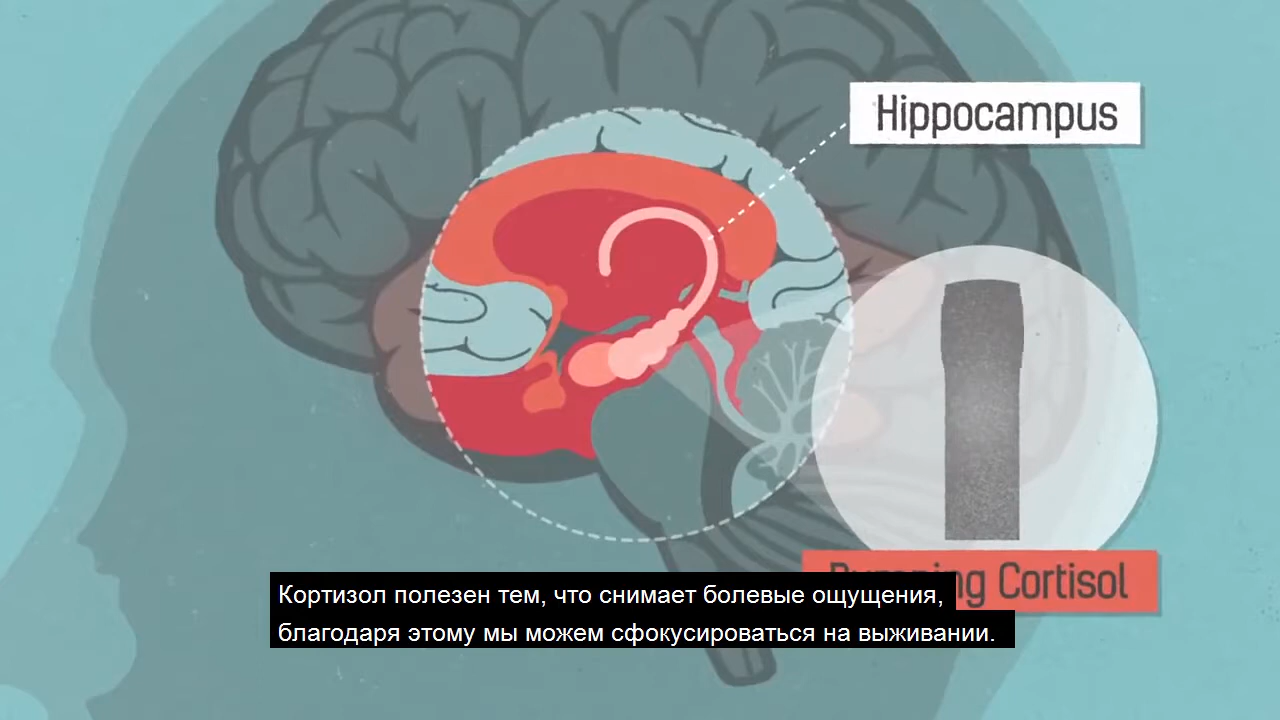 Hippocampus
Cortisol
Кортизол полезен тем, что снимает болевые ощущения,
благодаря этому мы можем сфокусироваться на выживании.